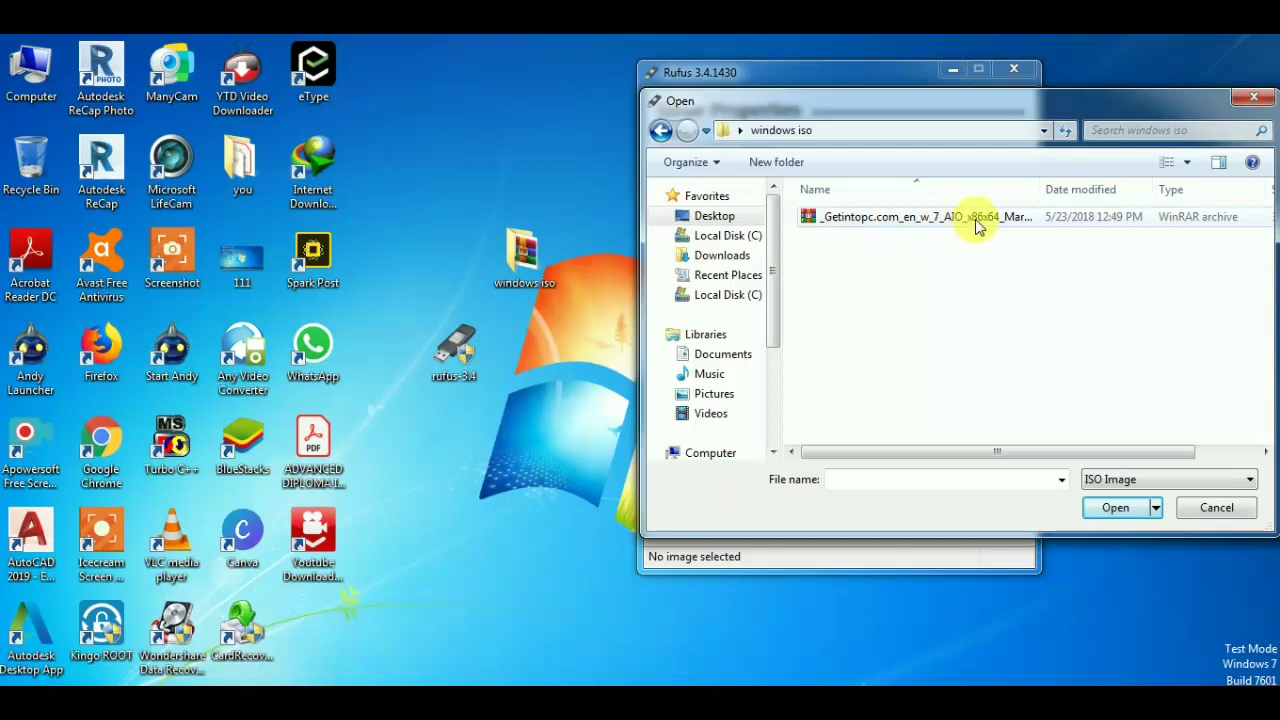 Computer
Autodesk
ReCap Photo
ManyCam
YTD Video
Downloader
eType
Recycle Bin
Autodesk
ReCap
Microsoft
LifeCam
you
Internet
Downlo...
Acrobat
Reader DC
Avast Free
Antivirus
Screenshot
111
Spark Post
Andy
Launcher
Firefox
Start Andy
Any Video
Converter
WhatsApp
Apowersoft
Free Scre...
Google
Chrome
Turbo C++
BlueStacks
ADVANCED
DIPLOMA I...
AutoCAD
2019 - E...
Icecream
Screen ...
VLC media
player
Canva
Youtube
Download...
Autodesk
Desktop App
Kingo ROOT
Wondershare
Data Recov...
CardRecov...
windows iso
rufus-3.4
Rufus 3.4.1430
Open
windows iso
Search windows iso
Organize
New folder
Favorites
Desktop
Local Disk (C)
Downloads
Recent Places
Local Disk (C)
Libraries
Documents
Music
Pictures
Videos
Computer
Name
Date modified
Type
_Getintopc.com_en_w_7_AIO_x86x64_Mar...
5/23/2018 12:49 PM
WinRAR archive
File name:
ISO Image
Open
Cancel
No image selected
Test Mode
Windows 7
Build 7601